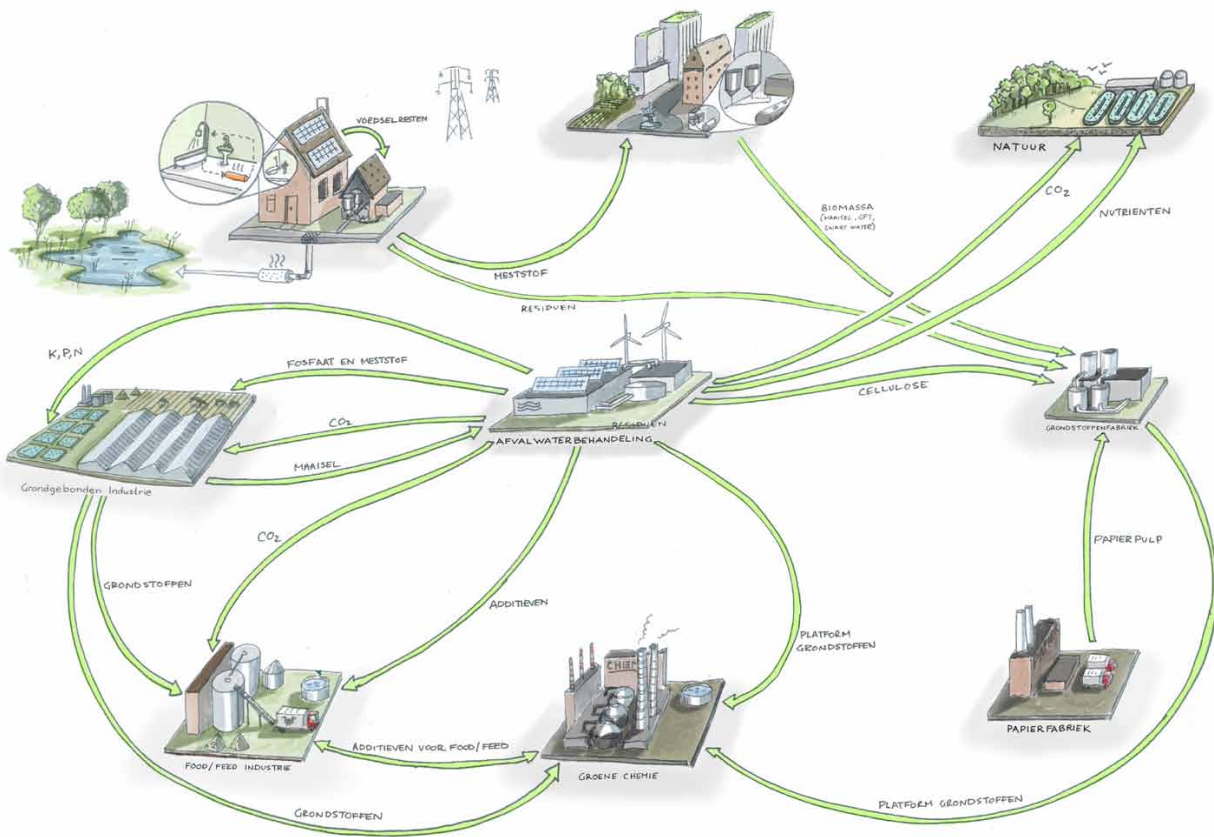 VOEDSELRESTEN
NATUUR
CO2
BIOMASSA
(MAAISEL, GFT,
ZWART WATER)
NUTRIENTEN
MESTSTOF
RESIDUEN
K,P,N
FOSFAAT EN MESTSTOF
CELLULOSE
CO2
RESIDUEN
AFVALWATERBEHANDELING
GRONDSTOFFENFABRIEK
MAAISEL
Grondgebonden Industrie
CO2
PAPIERPULP
GRONDSTOFFEN
ADDITIEVEN
PLATFORM
GRONDSTOFFEN
CHEM
PAPIERFABRIEK
ADDITIEVEN VOOR FOOD/FEED
FOOD/FEED INDUSTRIE
GROENE CHEMIE
GRONDSTOFFEN
PLATFORM GRONDSTOFFEN